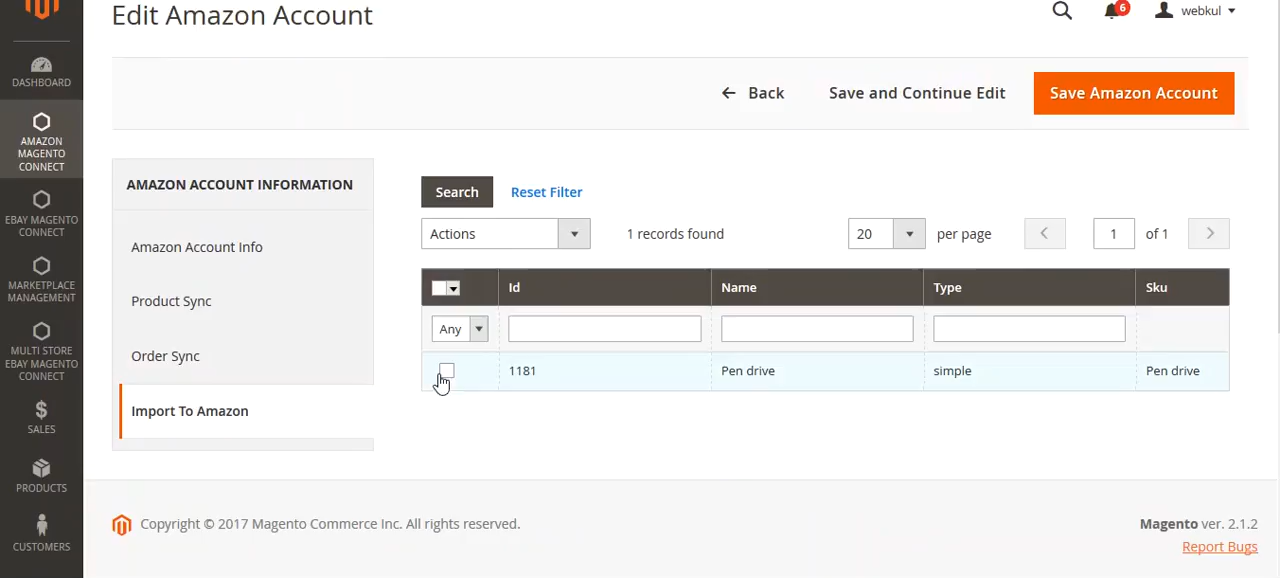 Edit Amazon Account
6
webkul
DASHBOARD
AMAZON
MAGENTO
CONNECT
EBAY MAGENTO
CONNECT
MARKETPLACE
MANAGEMENT
MULTI STORE
EBAY MAGENTO
CONNECT
SALES
PRODUCTS
CUSTOMERS
Back
Save and Continue Edit
Save Amazon Account
AMAZON ACCOUNT INFORMATION
Amazon Account Info
Product Sync
Order Sync
Import To Amazon
Search
Reset Filter
Actions
1 records found
20
per page
1
of 1
Id
Name
Type
Sku
Any
1181
Pen drive
simple
Pen drive
Copyright © 2017 Magento Commerce Inc. All rights reserved.
Magento ver. 2.1.2
Report Bugs